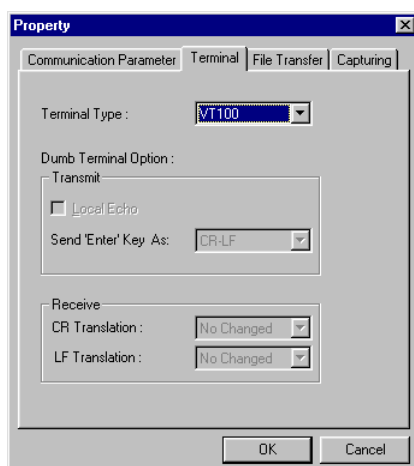 Property
Communication Parameter Terminal File Transfer Capturing
Terminal Type : VT100
Dumb Terminal Option :
Transmit
Local Echo
Send 'Enter' Key As: CR-LF
Receive
CR Translation : No Changed
LF Translation : No Changed
OK Cancel